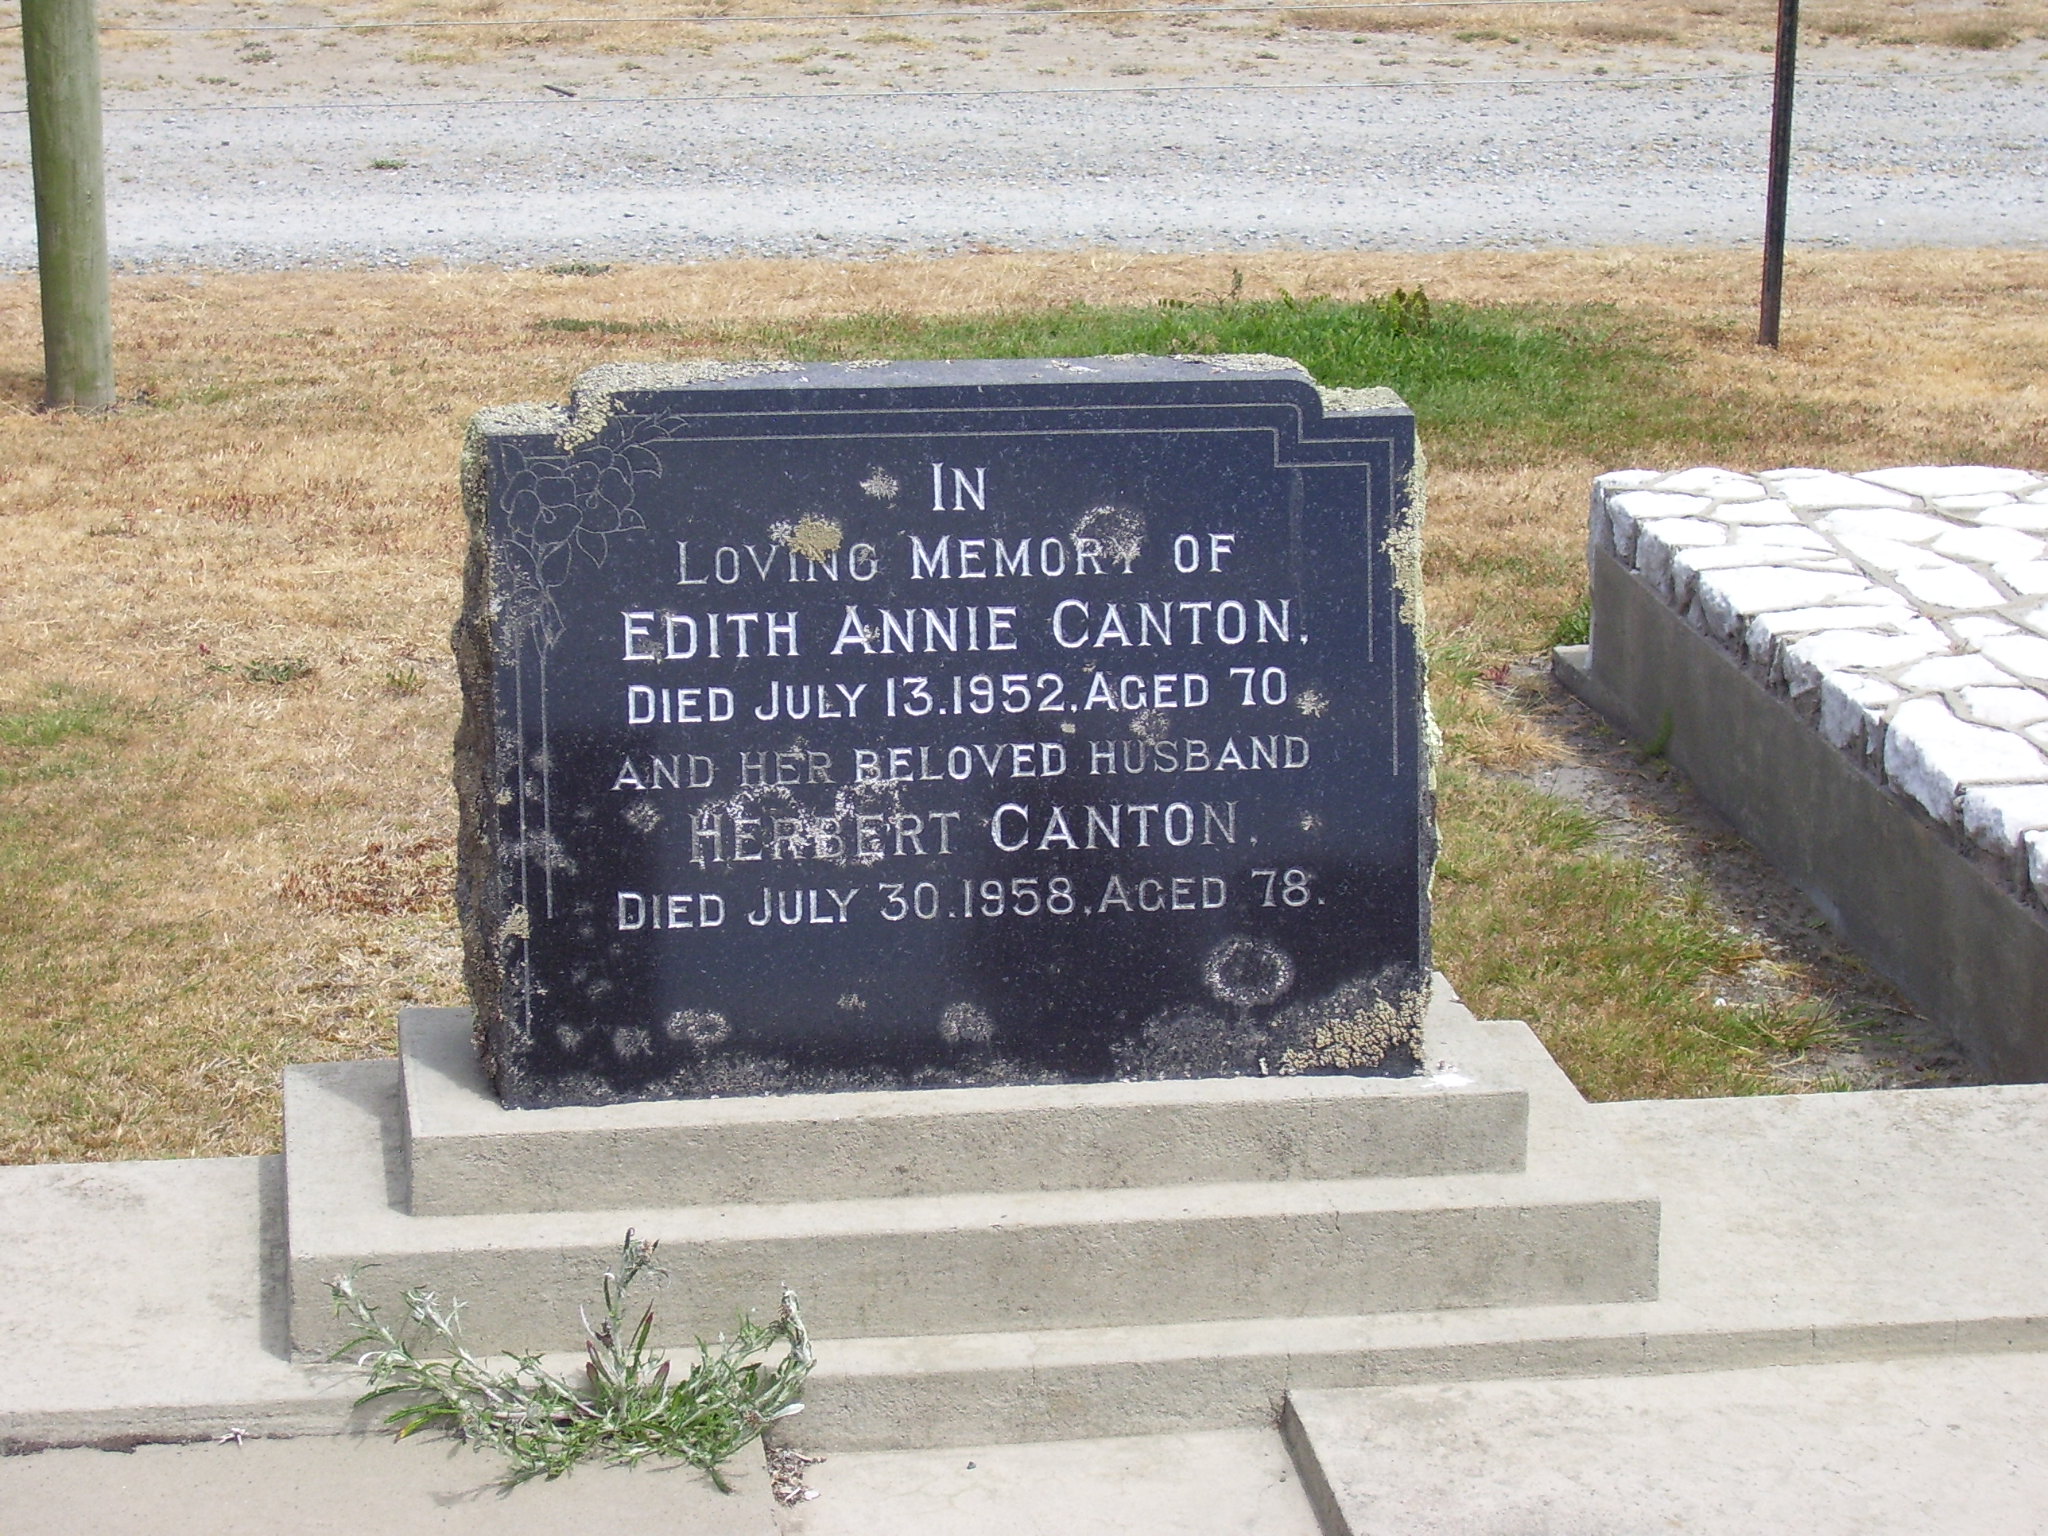 IN
LOVING MEMORY OF
EDITH ANNIE CANTON,
DIED JULY 13.1952, AGED 70
AND HER BELOVED HUSBAND
HERBERT CANTON,
DIED JULY 30.1958, AGED 78.